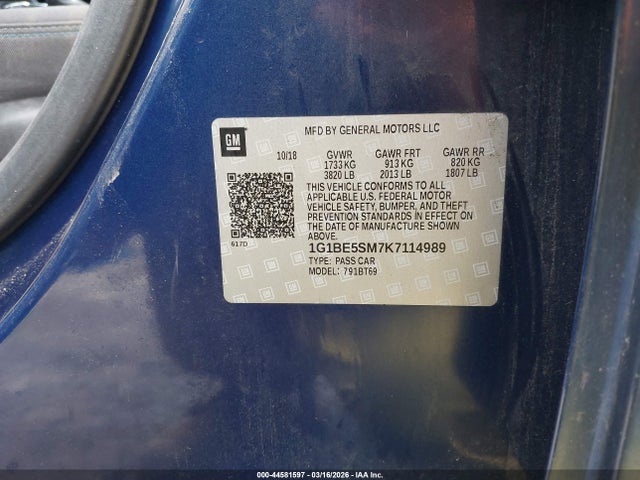 GM
MFD BY GENERAL MOTORS LLC
10/18 GVWR GAWR FRT GAWR RR
1733 KG 913 KG 820 KG
3820 LB 2013 LB 1807 LB
THIS VEHICLE CONFORMS TO ALL
APPLICABLE U.S. FEDERAL MOTOR
VEHICLE SAFETY, BUMPER, AND THEFT
PREVENTION STANDARDS IN EFFECT ON
THE DATE OF MANUFACTURE SHOWN
ABOVE.
617D
1G1BE5SM7K7114989
TYPE: PASS CAR
MODEL: 791BT69
000-44581597 - 03/16/2026 - IAA Inc.